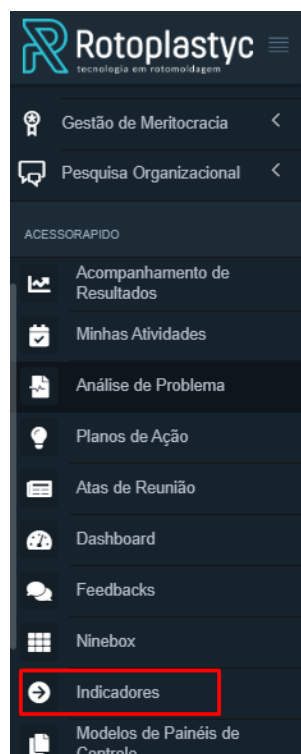 Rotoplastyc
tecnologia em rotomoldagem
Gestão de Meritocracia
Pesquisa Organizacional
ACESSORAPIDO
Acompanhamento de
Resultados
Minhas Atividades
Análise de Problema
Planos de Ação
Atas de Reunião
Dashboard
Feedbacks
Ninebox
Indicadores
Modelos de Painéis de
Controle